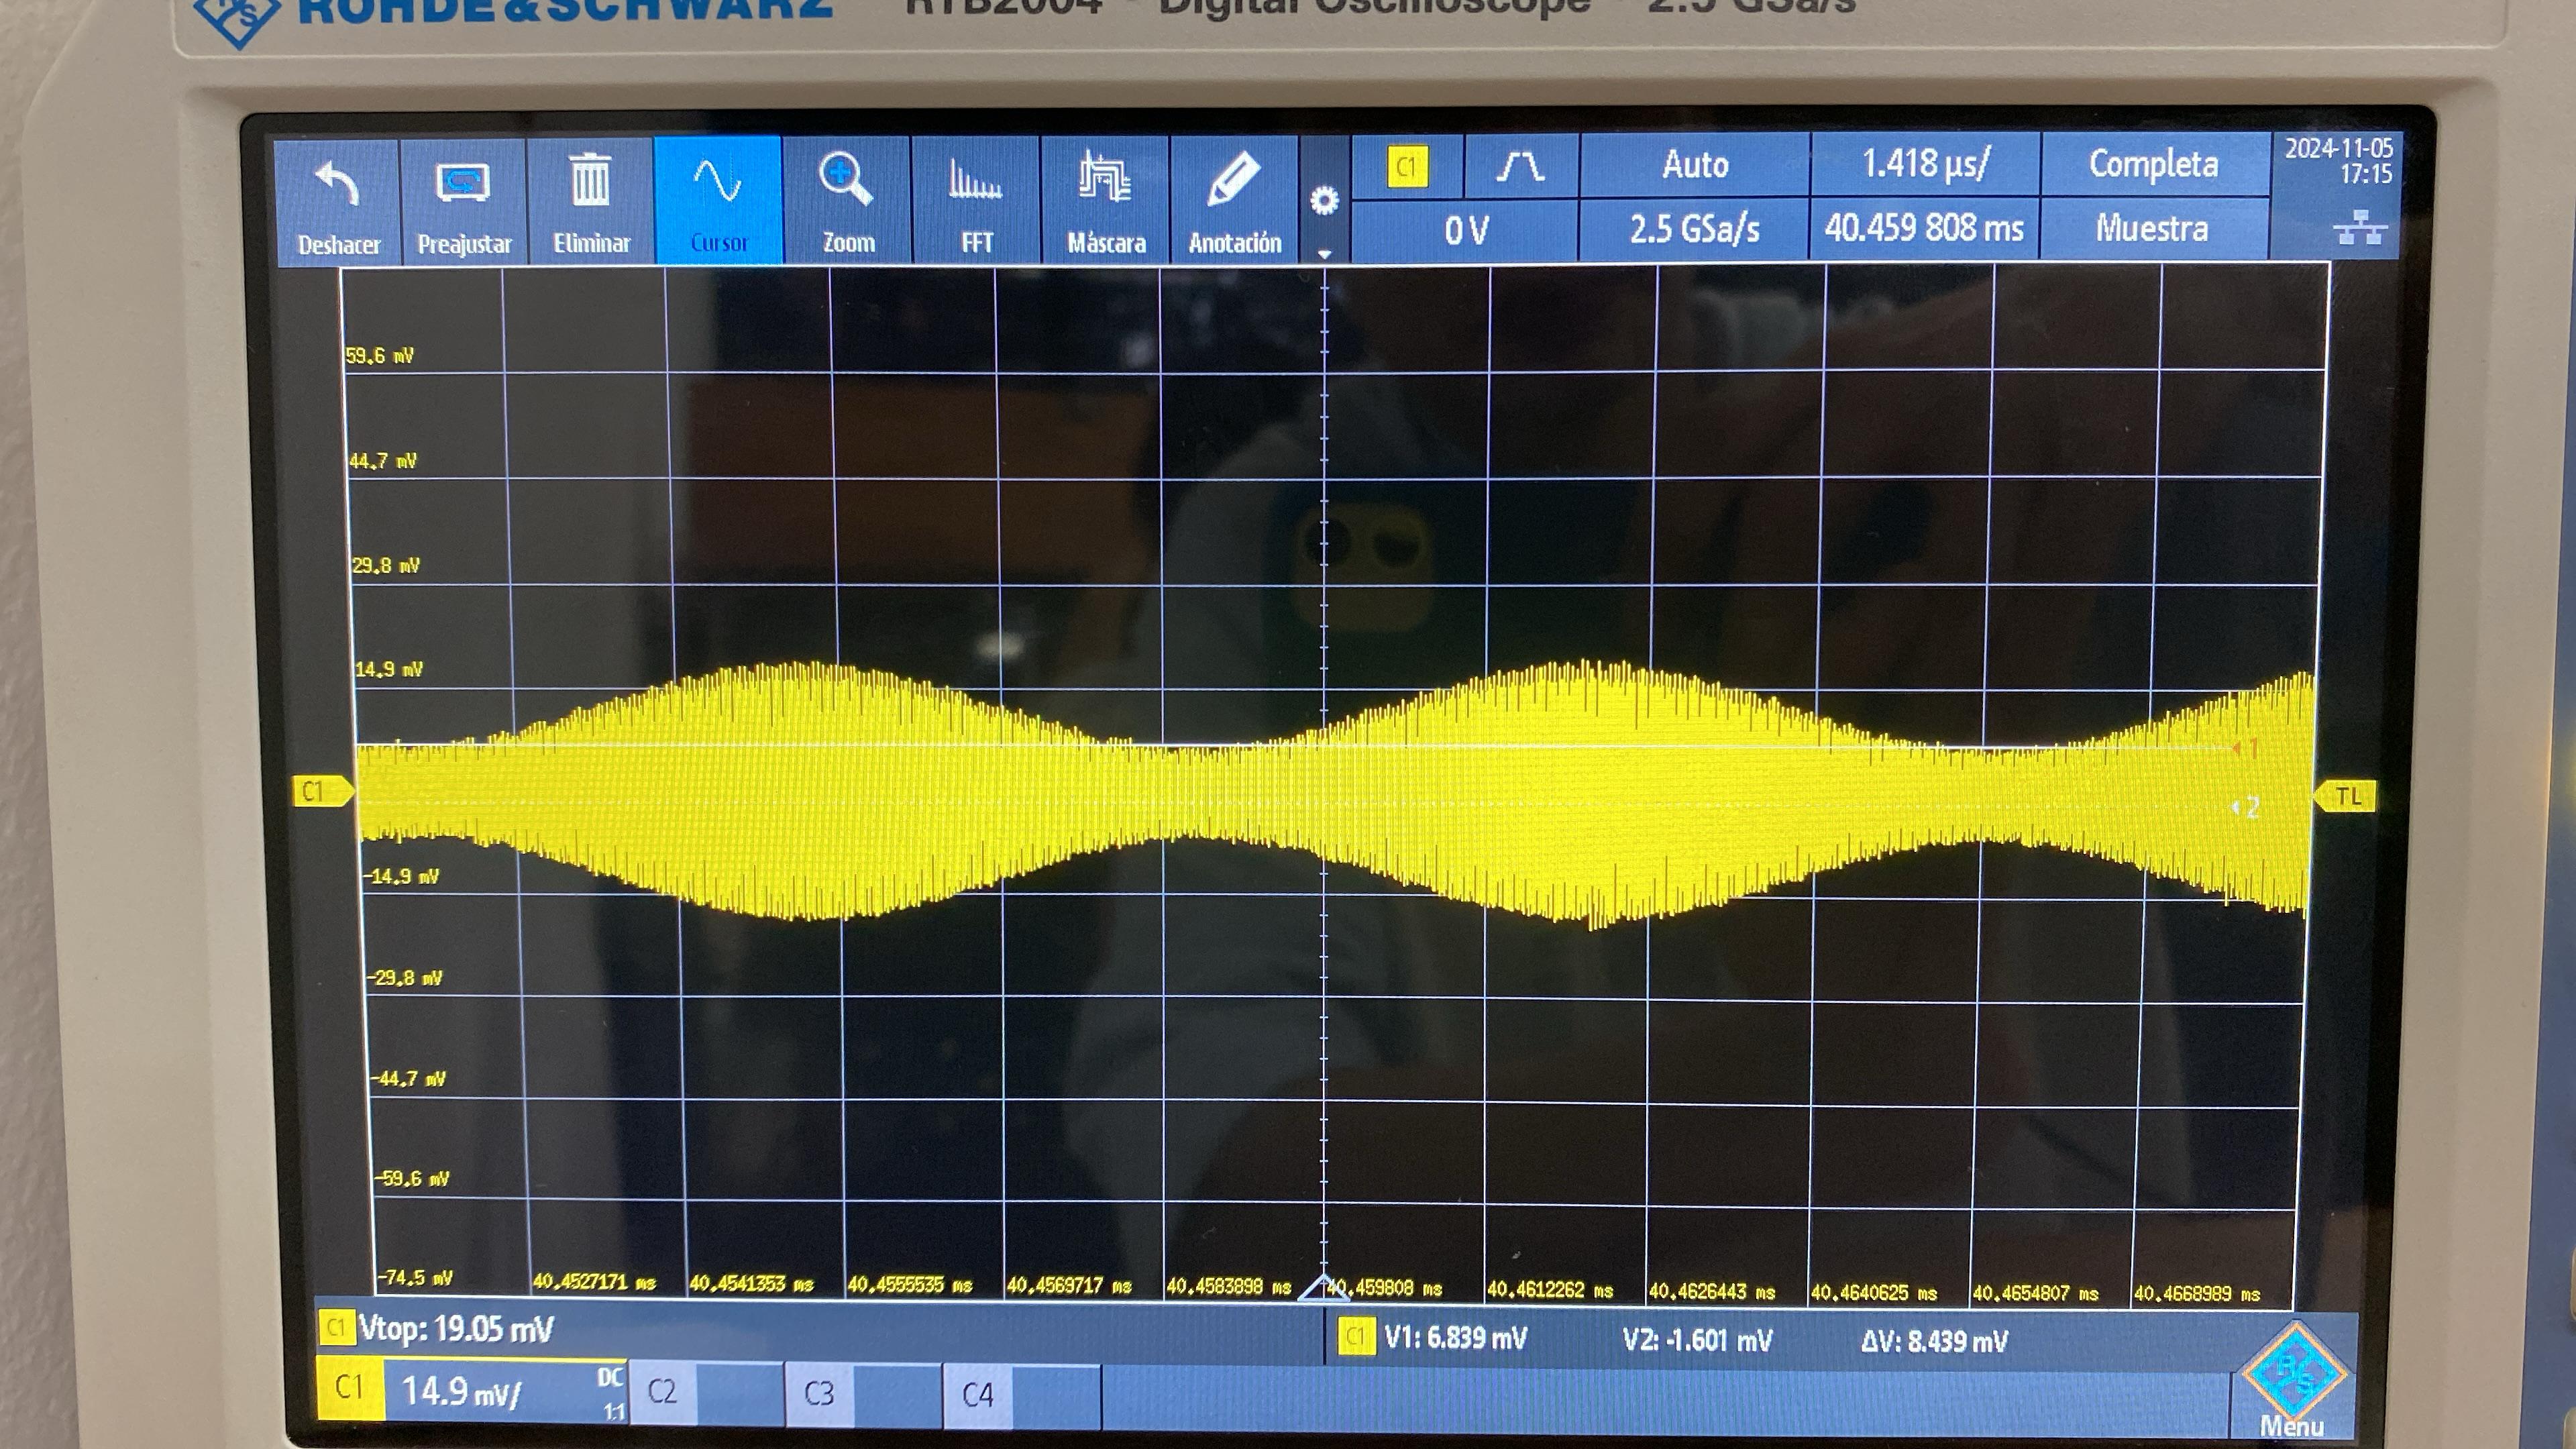 ROHDE&SCHWARZ RTB2004 - Digital Oscilloscope - 2.5 GSa/s
Deshacer Preajustar Eliminar Cursor Zoom FFT Máscara Anotación
C1 Auto 1.418 µs/ Completa
0 V 2.5 GSa/s 40.459 808 ms Muestra
2024-11-05
17:15
59.6 mV
44.7 mV
29.8 mV
14.9 mV
1
C1 TL
2
-14.9 mV
-29.8 mV
-44.7 mV
-59.6 mV
-74.5 mV
40.4527171 ms 40.4541353 ms 40.4555535 ms 40.4569717 ms 40.4583898 ms 40.459808 ms 40.4612262 ms 40.4626443 ms 40.4640625 ms 40.4654807 ms 40.4668989 ms
C1 Vtop: 19.05 mV
C1 V1: 6.839 mV V2: -1.601 mV ΔV: 8.439 mV
C1 14.9 mV/ DC 1:1 C2 C3 C4
R&S
Menu